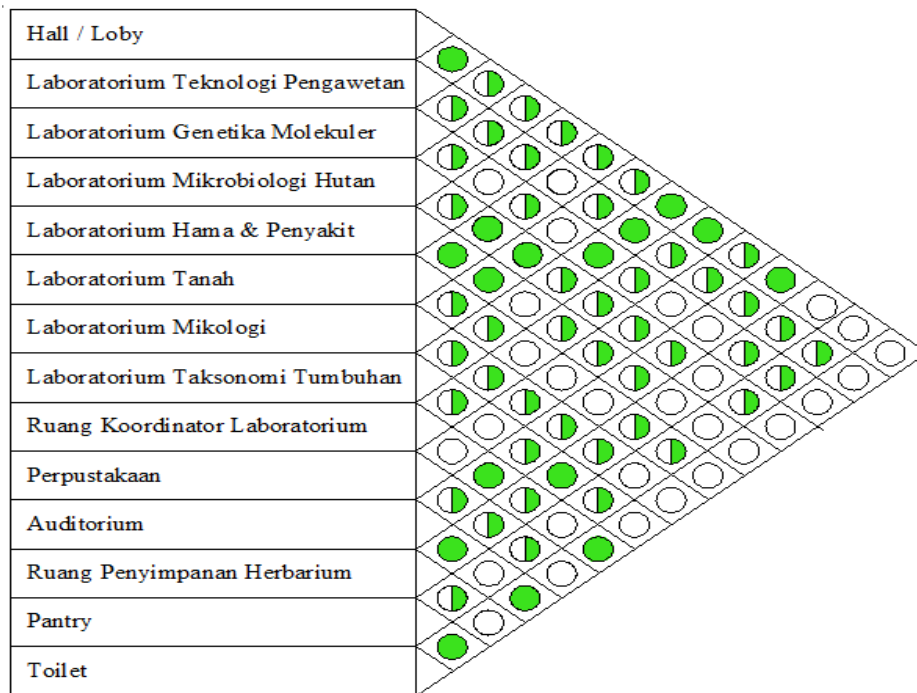 Hall / Loby
Laboratorium Teknologi Pengawetan
Laboratorium Genetika Molekuler
Laboratorium Mikrobiologi Hutan
Laboratorium Hama & Penyakit
Laboratorium Tanah
Laboratorium Mikologi
Laboratorium Taksonomi Tumbuhan
Ruang Koordinator Laboratorium
Perpustakaan
Auditorium
Ruang Penyimpanan Herbarium
Pantry
Toilet